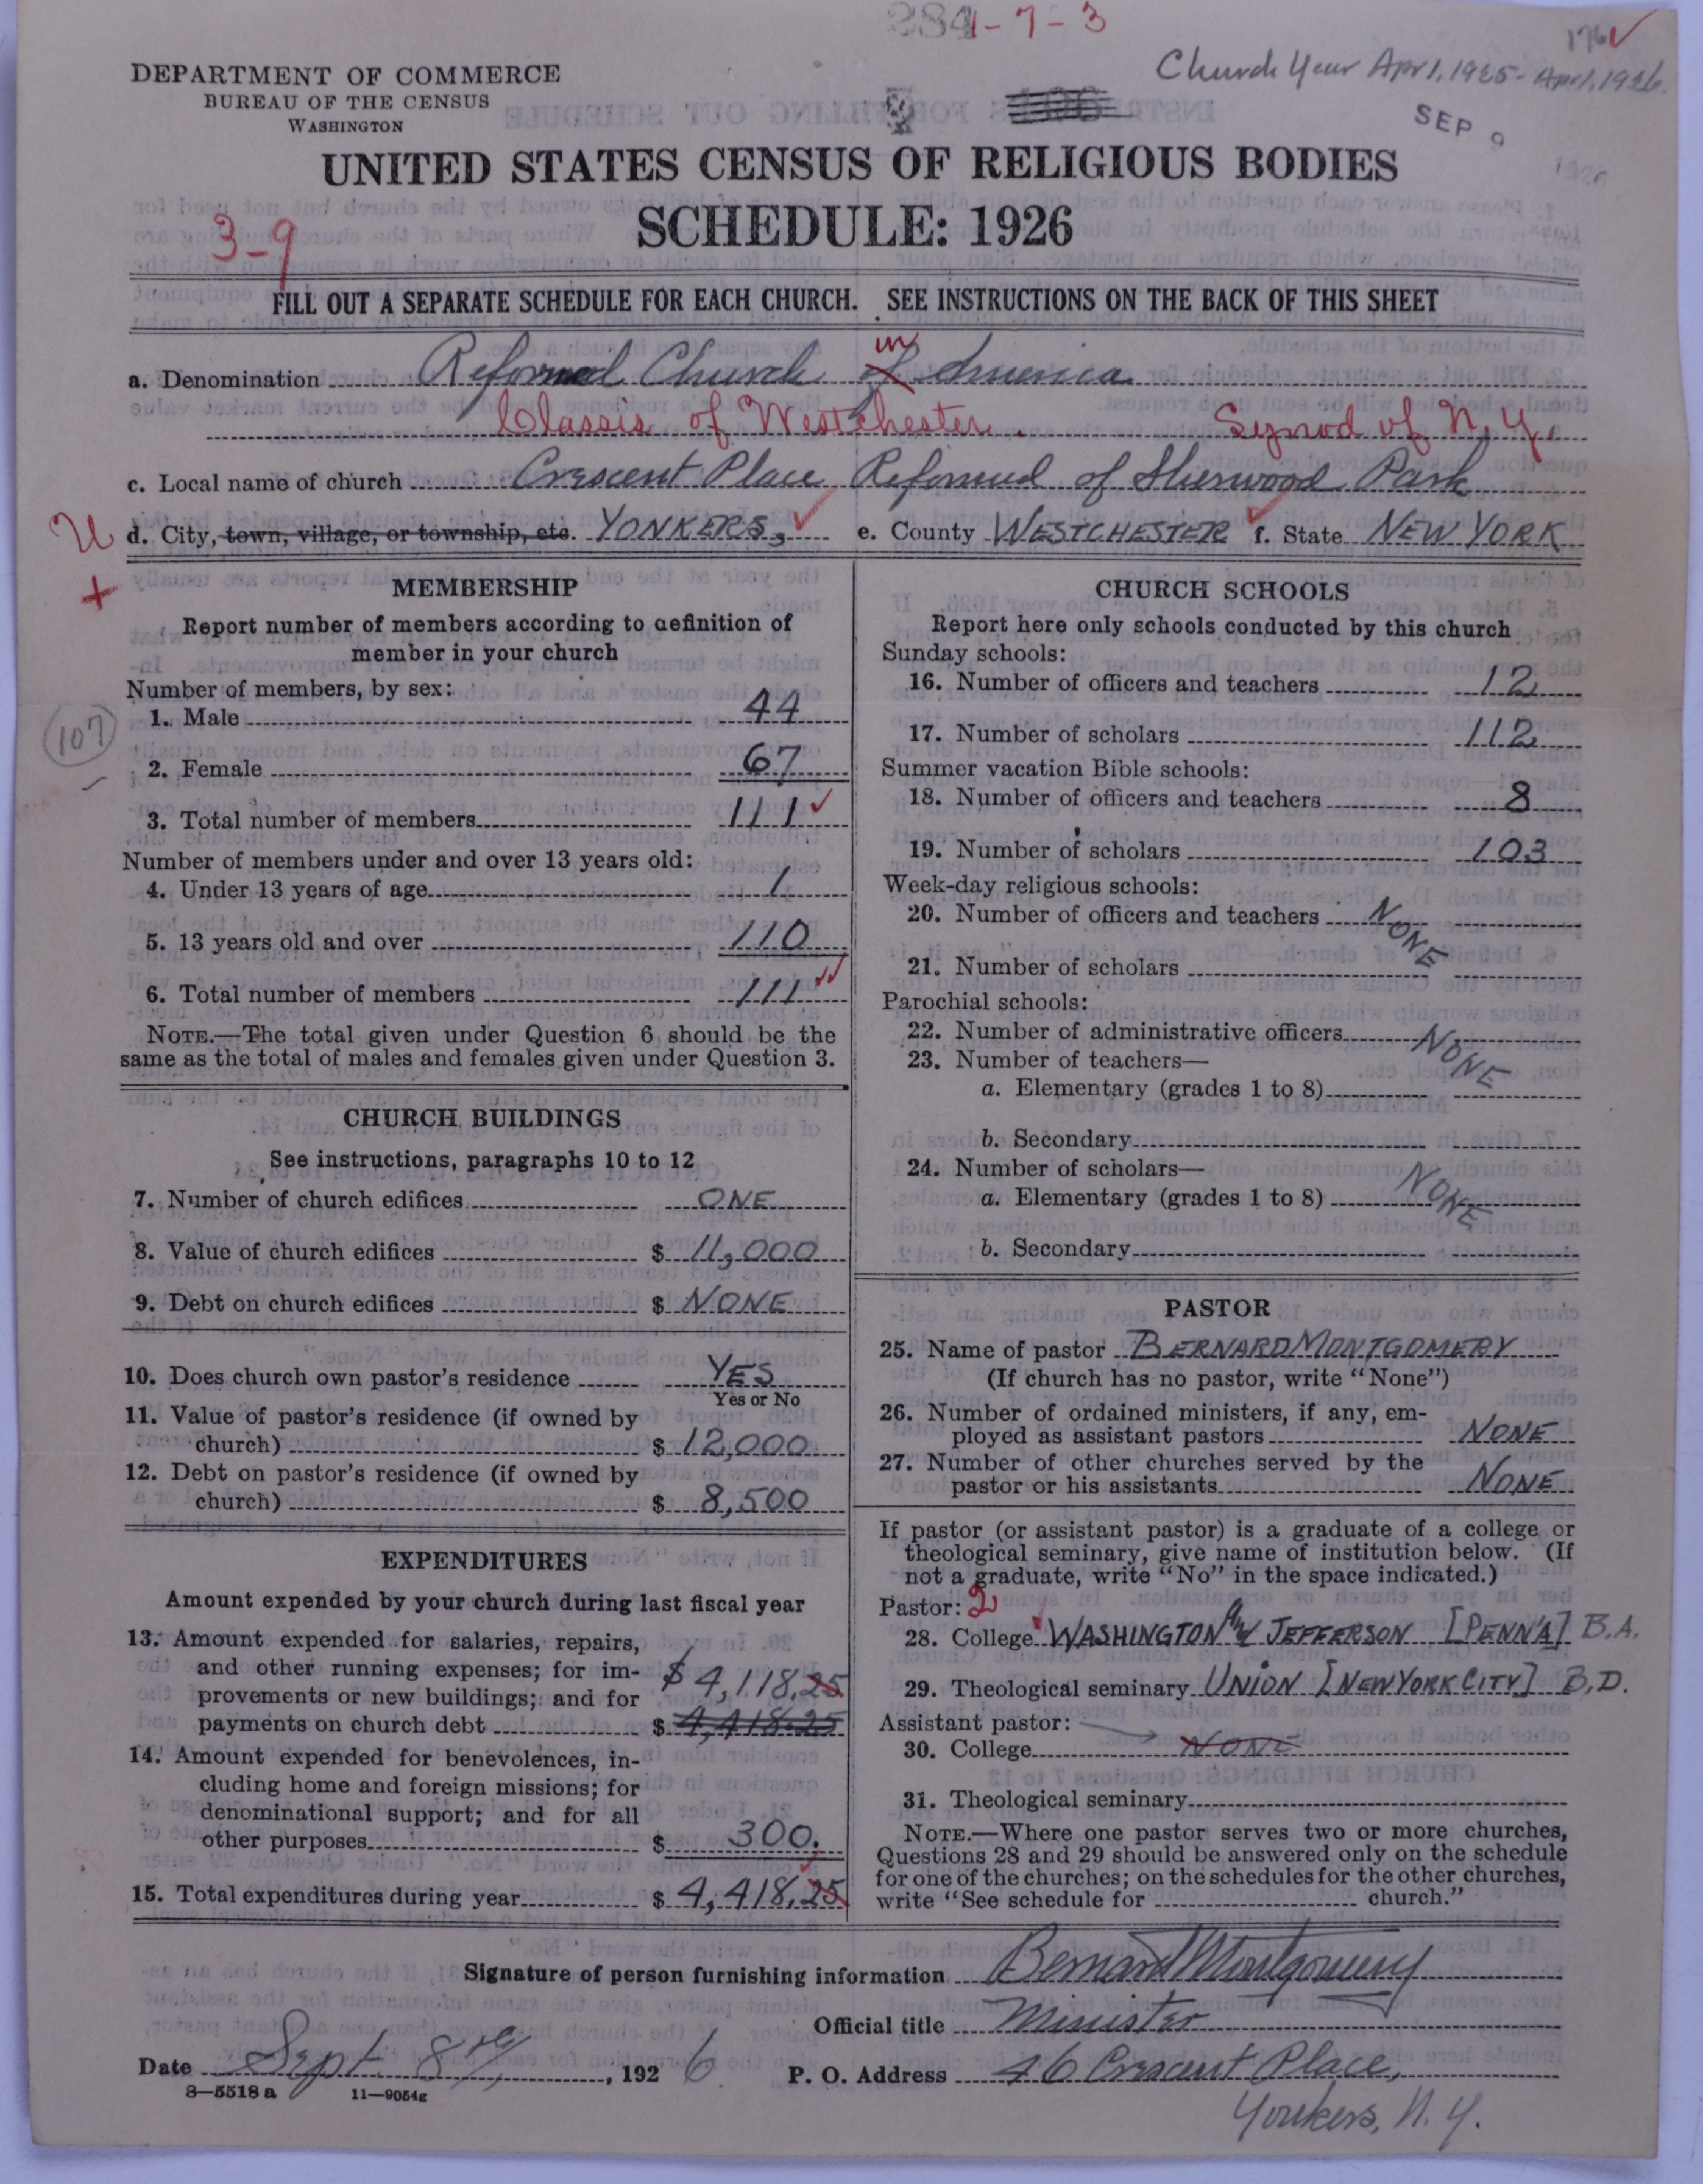 1-7-3
Church Year Apr 1, 1925 - Apr 1, 1926.
DEPARTMENT OF COMMERCE
BUREAU OF THE CENSUS
WASHINGTON
SEP 9 1926
UNITED STATES CENSUS OF RELIGIOUS BODIES
SCHEDULE: 1926
3-9
FILL OUT A SEPARATE SCHEDULE FOR EACH CHURCH. SEE INSTRUCTIONS ON THE BACK OF THIS SHEET
a. Denomination Reformed Church of in America
Classis of Westchester. Synod of N. Y.
c. Local name of church Crescent Place Reformed of Sherwood Park
d. City, town, village, or township, etc. YONKERS, e. County WESTCHESTER f. State NEW YORK
MEMBERSHIP
Report number of members according to definition of
member in your church
Number of members, by sex:
1. Male 44
(107)
2. Female 67
3. Total number of members 111
Number of members under and over 13 years old:
4. Under 13 years of age 1
5. 13 years old and over 110
6. Total number of members 111
NOTE.—The total given under Question 6 should be the
same as the total of males and females given under Question 3.
CHURCH BUILDINGS
See instructions, paragraphs 10 to 12
7. Number of church edifices ONE
8. Value of church edifices $ 11,000
9. Debt on church edifices $ NONE
10. Does church own pastor's residence YES
Yes or No
11. Value of pastor's residence (if owned by
church) $ 12,000
12. Debt on pastor's residence (if owned by
church) $ 8,500
EXPENDITURES
Amount expended by your church during last fiscal year
13. Amount expended for salaries, repairs,
and other running expenses; for im-
provements or new buildings; and for $ 4,118.25
payments on church debt $ 4,418.25
14. Amount expended for benevolences, in-
cluding home and foreign missions; for
denominational support; and for all
other purposes $ 300.
15. Total expenditures during year $ 4,418.25
CHURCH SCHOOLS
Report here only schools conducted by this church
Sunday schools:
16. Number of officers and teachers 12
17. Number of scholars 112
Summer vacation Bible schools:
18. Number of officers and teachers 8
19. Number of scholars 103
Week-day religious schools:
20. Number of officers and teachers NONE
21. Number of scholars
Parochial schools:
22. Number of administrative officers NONE
23. Number of teachers—
a. Elementary (grades 1 to 8)
b. Secondary
24. Number of scholars—
a. Elementary (grades 1 to 8) NONE
b. Secondary
PASTOR
25. Name of pastor BERNARD MONTGOMERY
(If church has no pastor, write "None")
26. Number of ordained ministers, if any, em-
ployed as assistant pastors NONE
27. Number of other churches served by the
pastor or his assistants NONE
If pastor (or assistant pastor) is a graduate of a college or
theological seminary, give name of institution below. (If
not a graduate, write "No" in the space indicated.)
Pastor: 2
28. College WASHINGTON AND JEFFERSON [PENN'A] B.A.
29. Theological seminary UNION [NEW YORK CITY] B.D.
Assistant pastor:
30. College NONE
31. Theological seminary
NOTE.—Where one pastor serves two or more churches,
Questions 28 and 29 should be answered only on the schedule
for one of the churches; on the schedules for the other churches,
write "See schedule for church."
Signature of person furnishing information Bernard Montgomery
Official title Minister
Date Sept 8th, 1926 P. O. Address 46 Crescent Place,
8—5518a 11—9054g
Yonkers, N. Y.